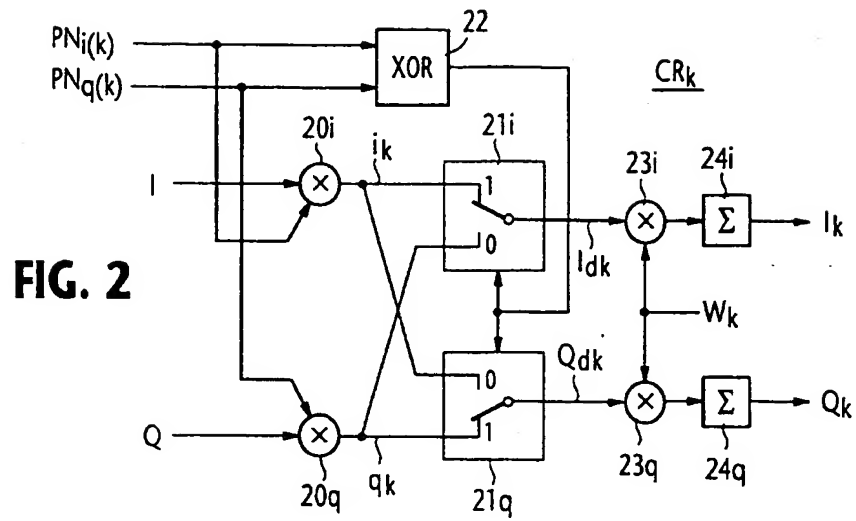 PNi(k)
PNq(k)
22
XOR
CRk
20i
ik
21i
23i
24i
I
×
1
0
Idk
×
Σ
Ik
FIG. 2
Wk
Qdk
0
1
Q
×
qk
×
Σ
Qk
20q
21q
23q
24q